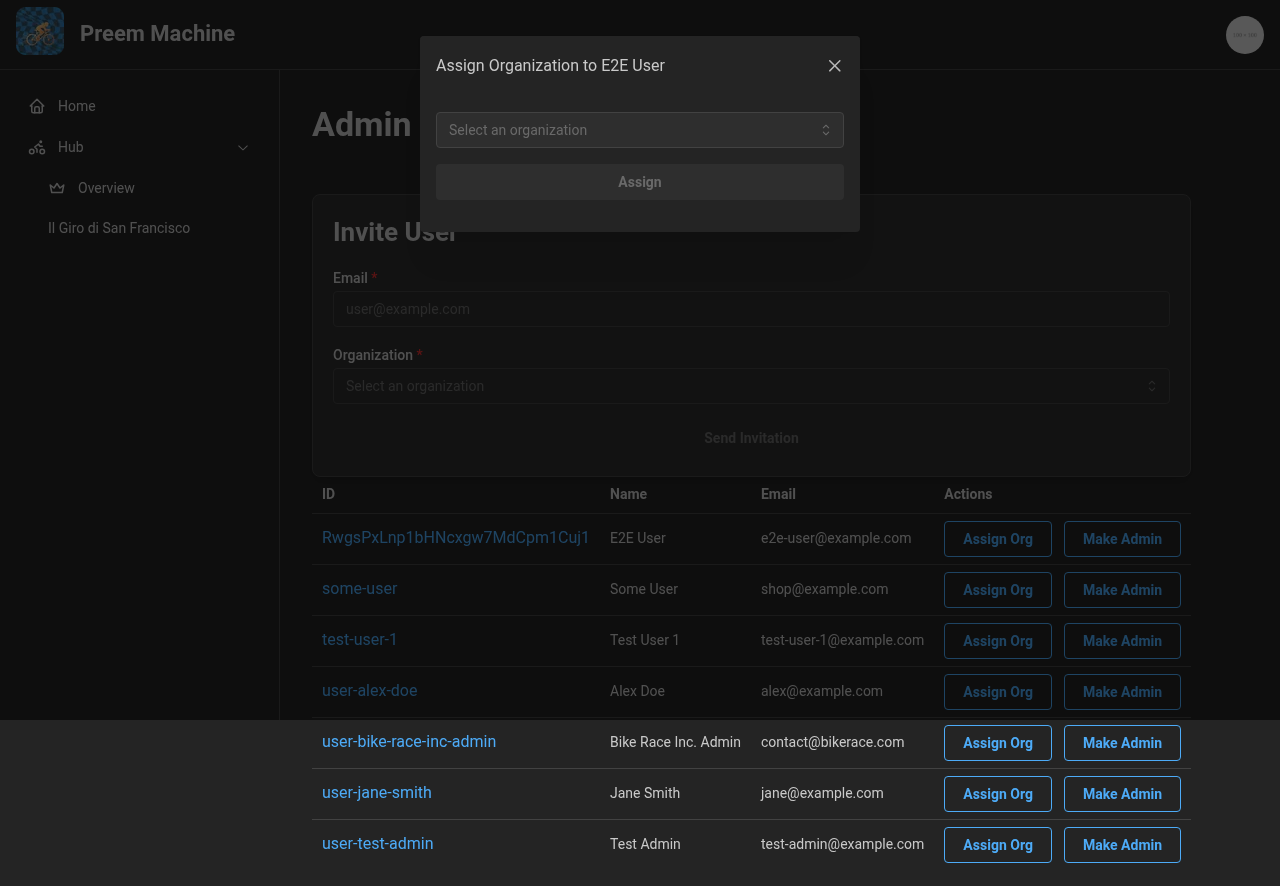 Preem Machine
Assign Organization to E2E User
Select an organization
Assign
Home
Hub
Overview
Il Giro di San Francisco
Admin
Invite User
Email *
user@example.com
Organization *
Select an organization
Send Invitation
ID Name Email Actions
RwgsPxLnp1bHNcxgw7MdCpm1Cuj1 E2E User e2e-user@example.com Assign Org Make Admin
some-user Some User shop@example.com Assign Org Make Admin
test-user-1 Test User 1 test-user-1@example.com Assign Org Make Admin
user-alex-doe Alex Doe alex@example.com Assign Org Make Admin
user-bike-race-inc-admin Bike Race Inc. Admin contact@bikerace.com Assign Org Make Admin
user-jane-smith Jane Smith jane@example.com Assign Org Make Admin
user-test-admin Test Admin test-admin@example.com Assign Org Make Admin